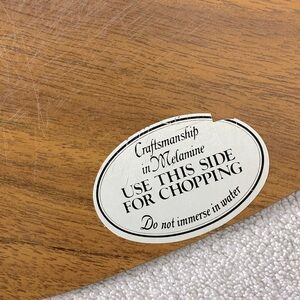 Craftsmanship
in Melamine
USE THIS SIDE
FOR CHOPPING
Do not immerse in water